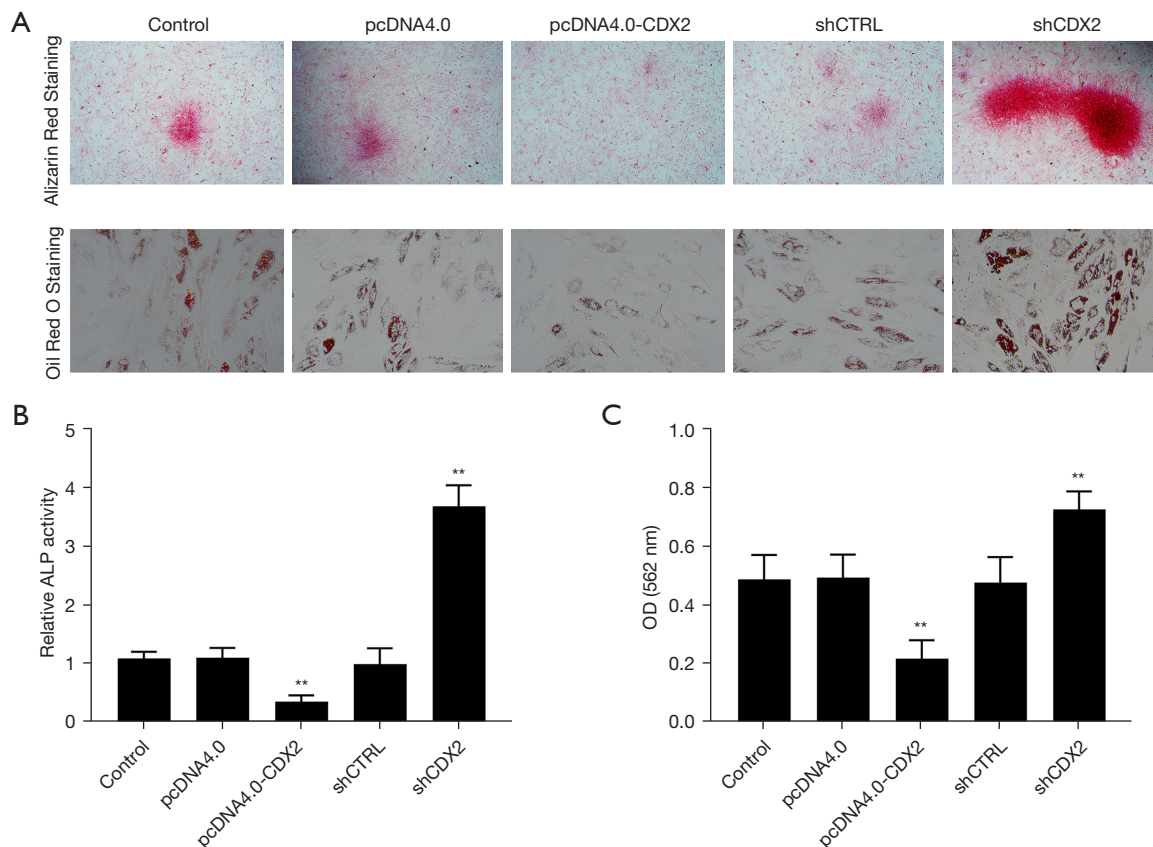 A
Control
pcDNA4.0
pcDNA4.0-CDX2
shCTRL
shCDX2
Alizarin Red Staining
Oil Red O Staining
B
5
4
3
2
1
0
Relative ALP activity
**
**
Control
pcDNA4.0
pcDNA4.0-CDX2
shCTRL
shCDX2
C
1.0
0.8
0.6
0.4
0.2
0.0
OD (562 nm)
**
**
Control
pcDNA4.0
pcDNA4.0-CDX2
shCTRL
shCDX2